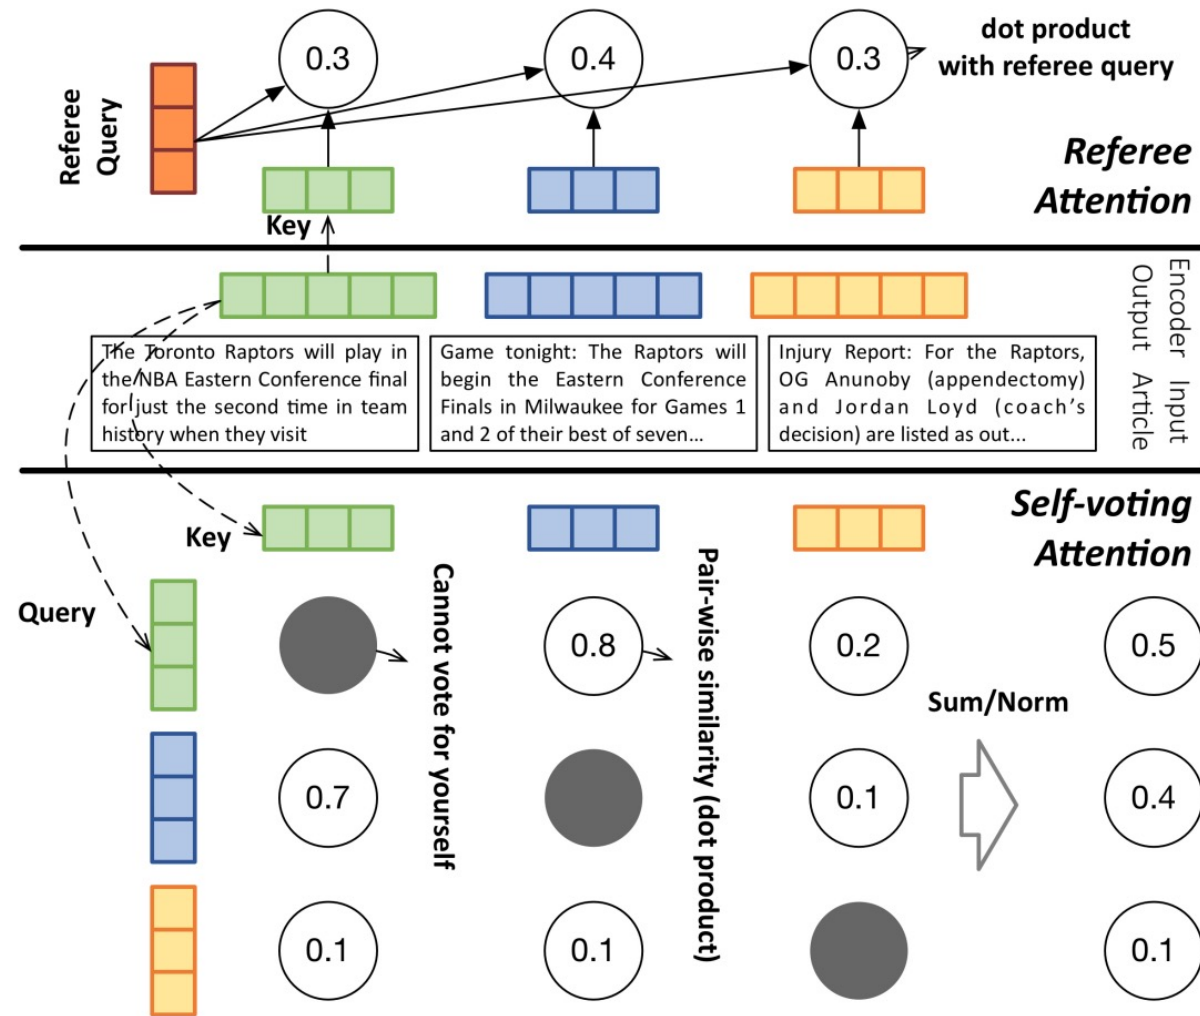 Referee
Query
0.3
0.4
0.3
dot product
with referee query
Referee
Attention
Key
Encoder Input
Output Article
The Toronto Raptors will play in
the NBA Eastern Conference final
for just the second time in team
history when they visit
Game tonight: The Raptors will
begin the Eastern Conference
Finals in Milwaukee for Games 1
and 2 of their best of seven...
Injury Report: For the Raptors,
OG Anunoby (appendectomy)
and Jordan Loyd (coach's
decision) are listed as out...
Self-voting
Attention
Key
Query
Cannot vote for yourself
Pair-wise similarity (dot product)
0.8
0.2
0.5
Sum/Norm
0.7
0.1
0.4
0.1
0.1
0.1